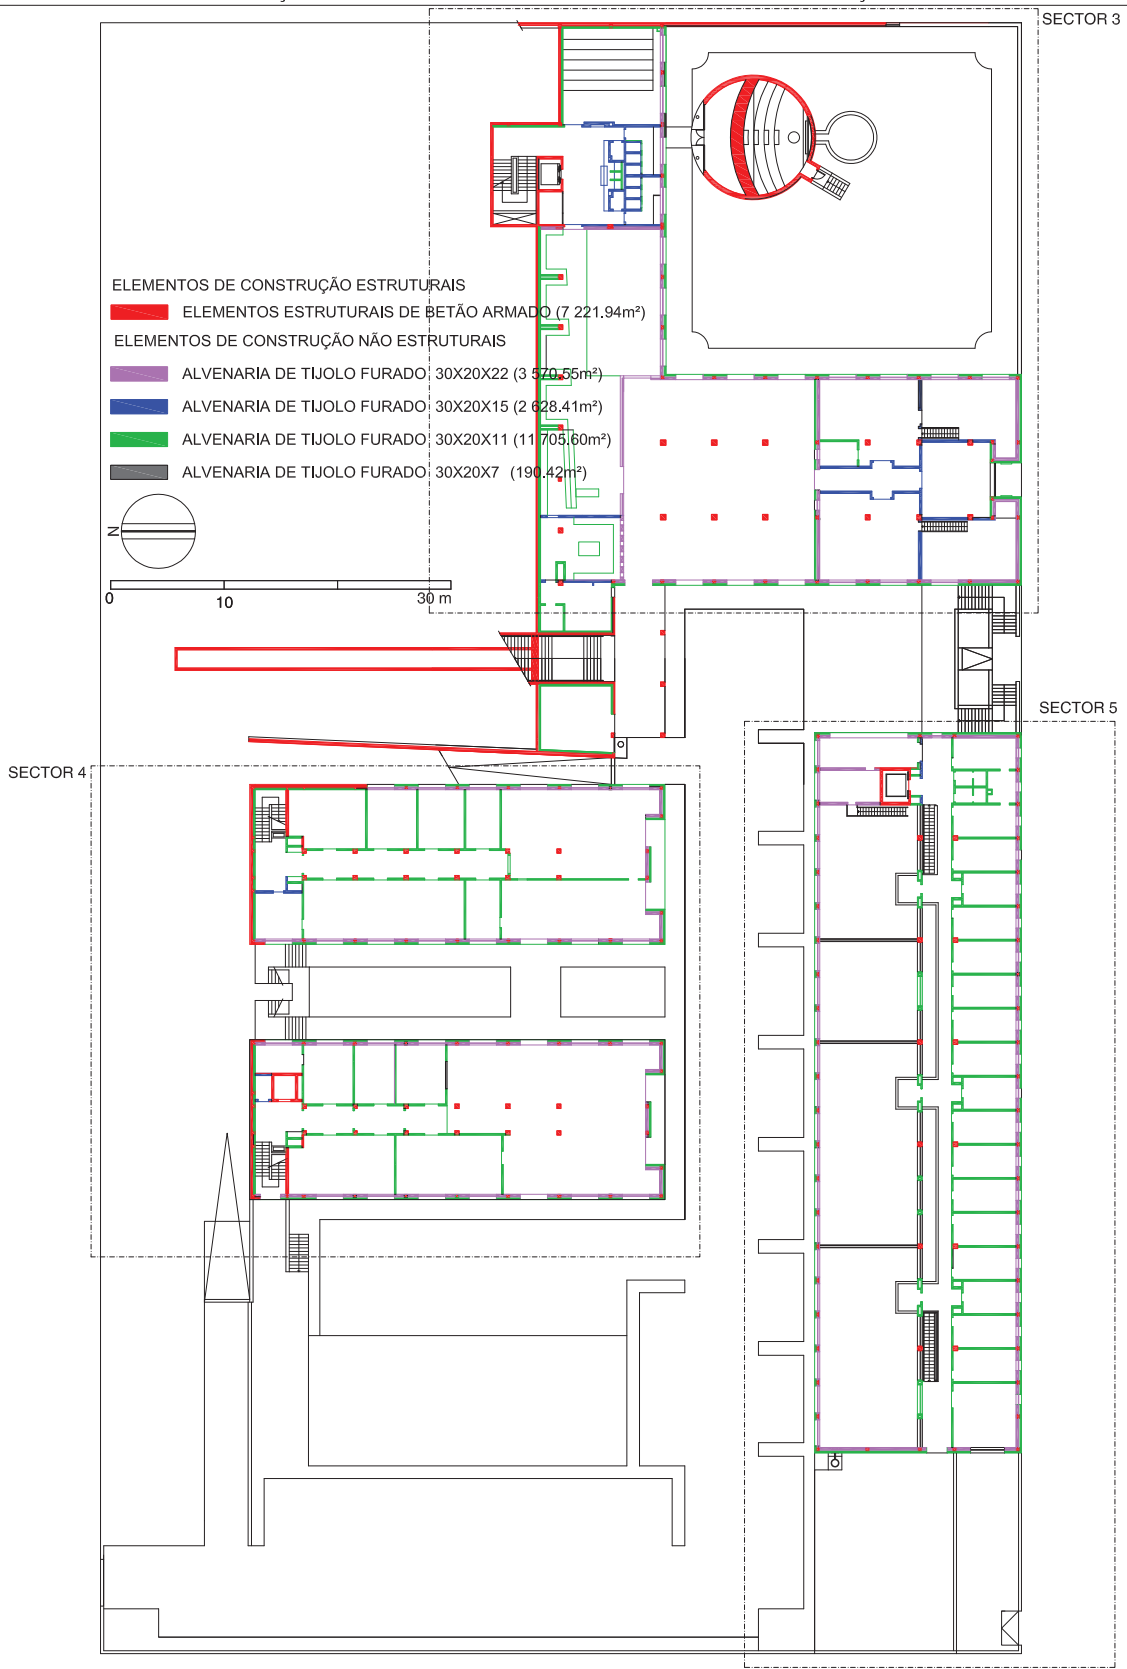 SECTOR 3
ELEMENTOS DE CONSTRUÇÃO ESTRUTURAIS
ELEMENTOS ESTRUTURAIS DE BETÃO ARMADO (7 221.94m²)
ELEMENTOS DE CONSTRUÇÃO NÃO ESTRUTURAIS
ALVENARIA DE TIJOLO FURADO 30X20X22 (3 570.55m²)
ALVENARIA DE TIJOLO FURADO 30X20X15 (2 628.41m²)
ALVENARIA DE TIJOLO FURADO 30X20X11 (11 705.60m²)
ALVENARIA DE TIJOLO FURADO 30X20X7 (190.42m²)
N
0 10 30 m
SECTOR 5
SECTOR 4